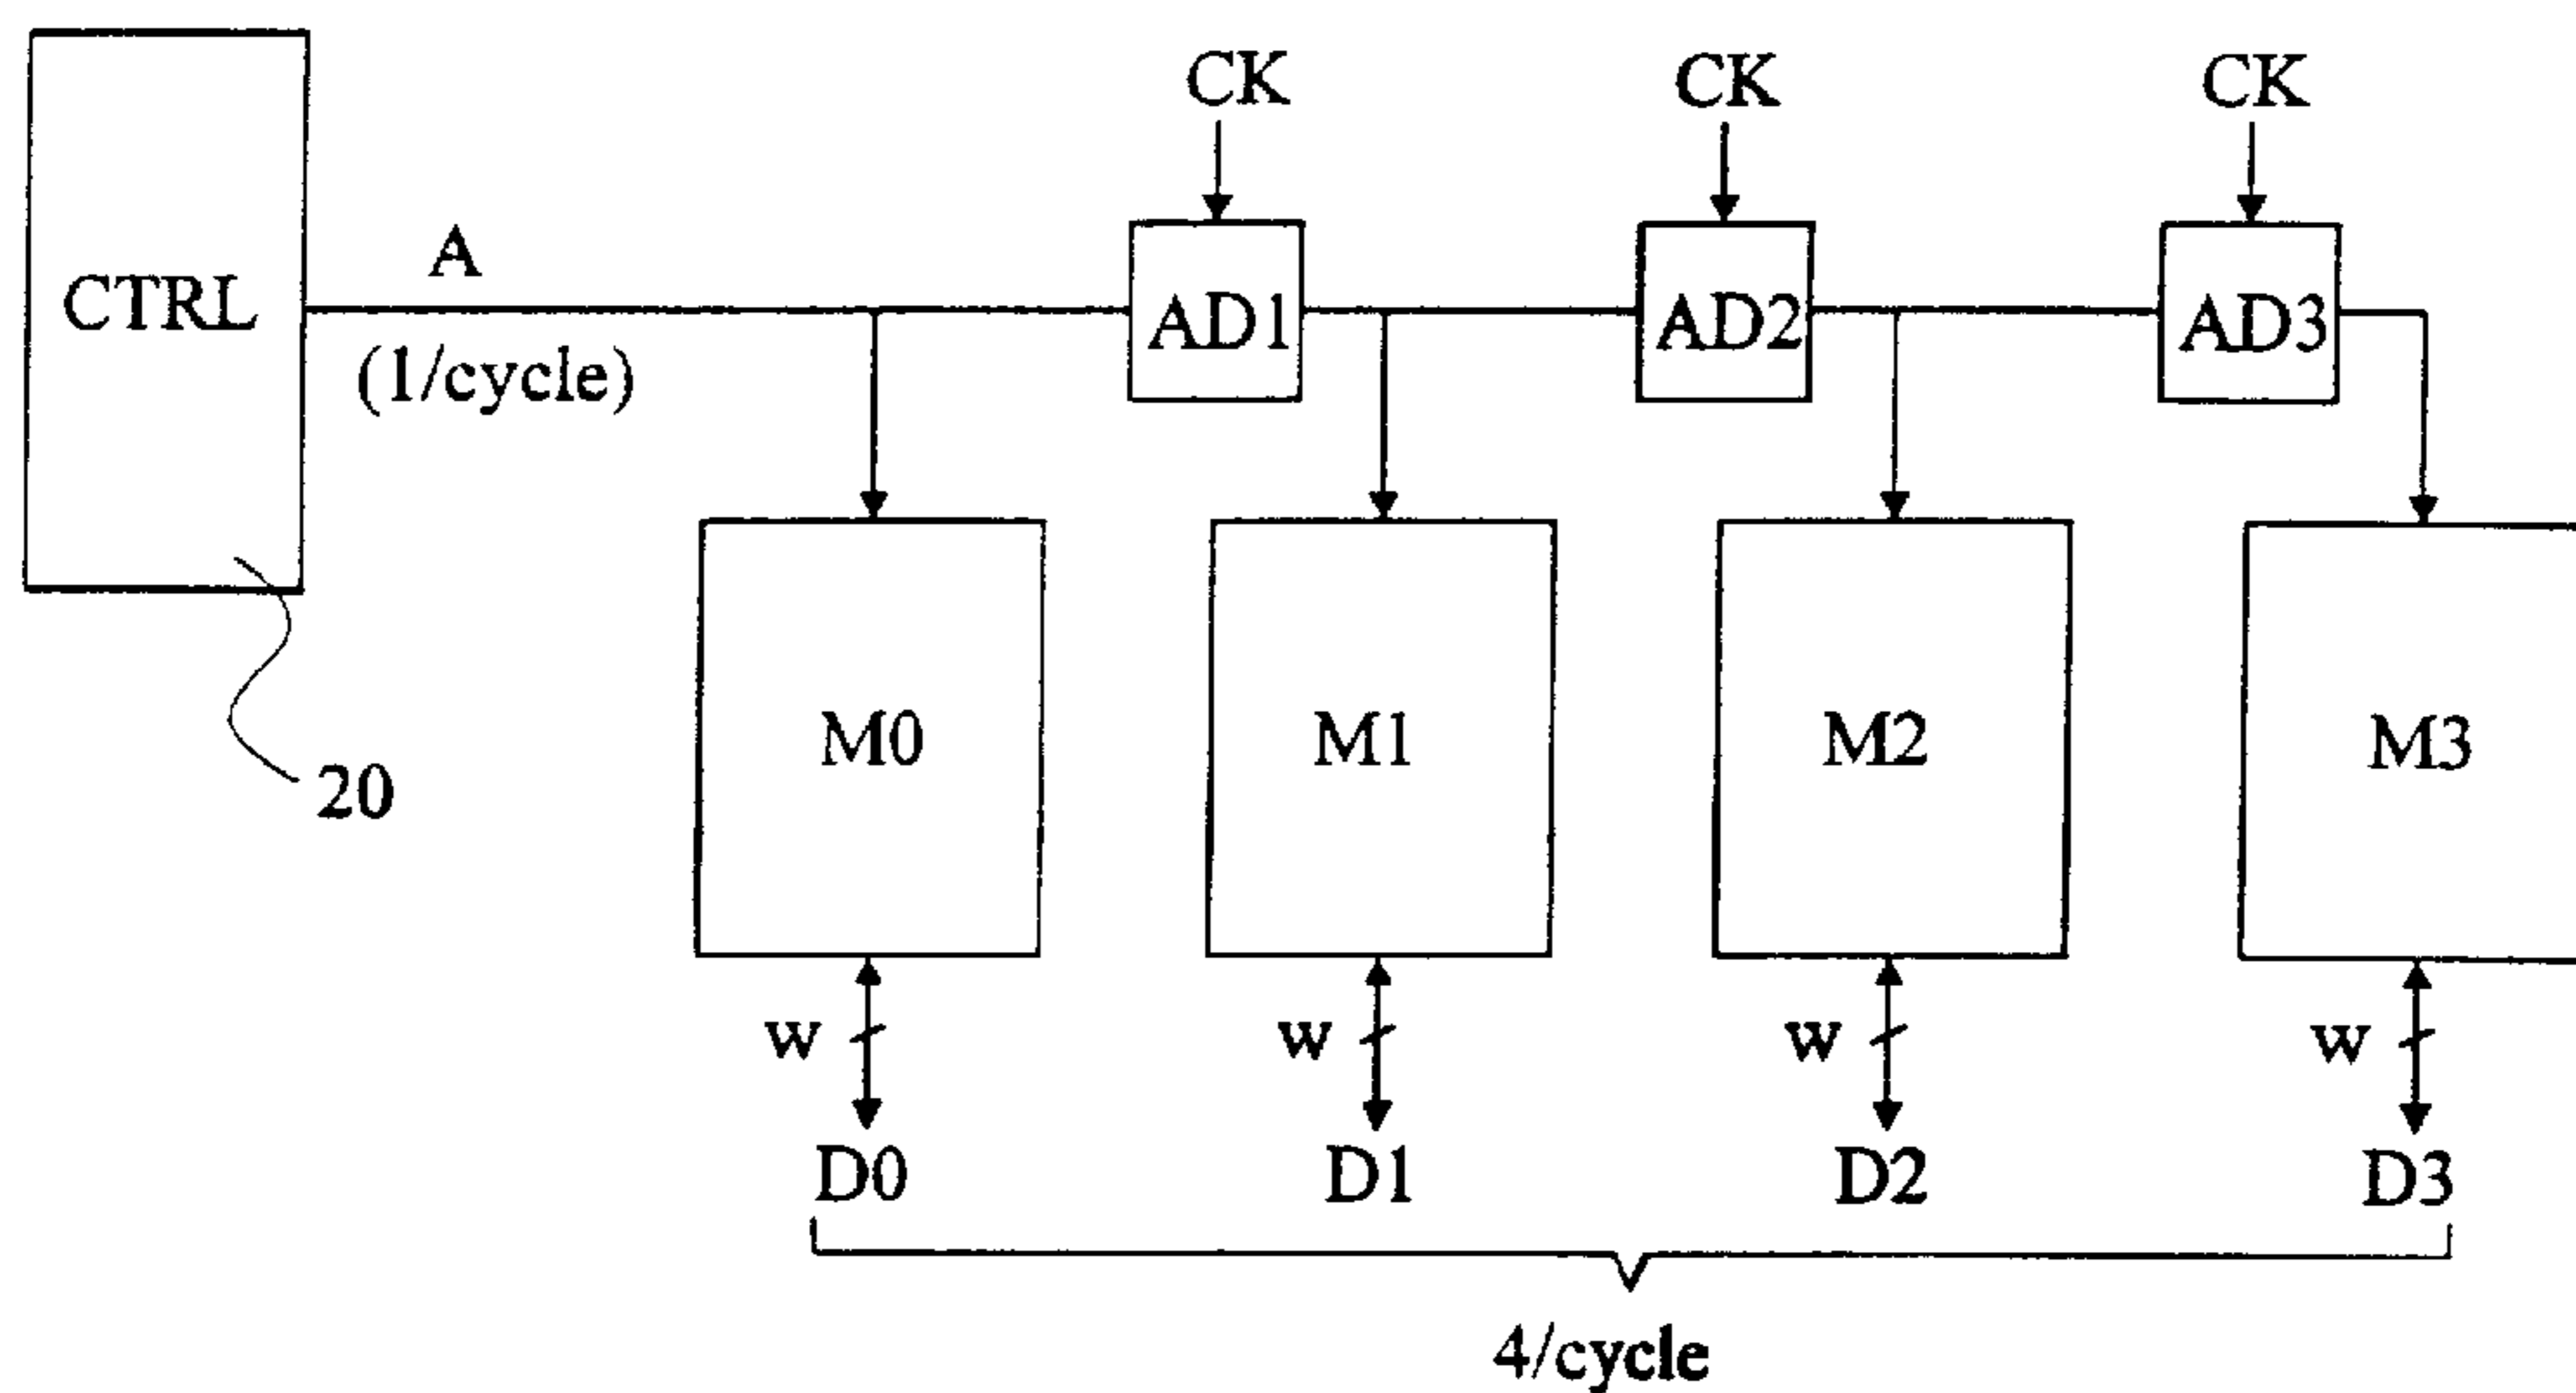 CK CK CK
A
CTRL AD1 AD2 AD3
(1/cycle)
M0 M1 M2 M3
20
w w w w
D0 D1 D2 D3
4/cycle